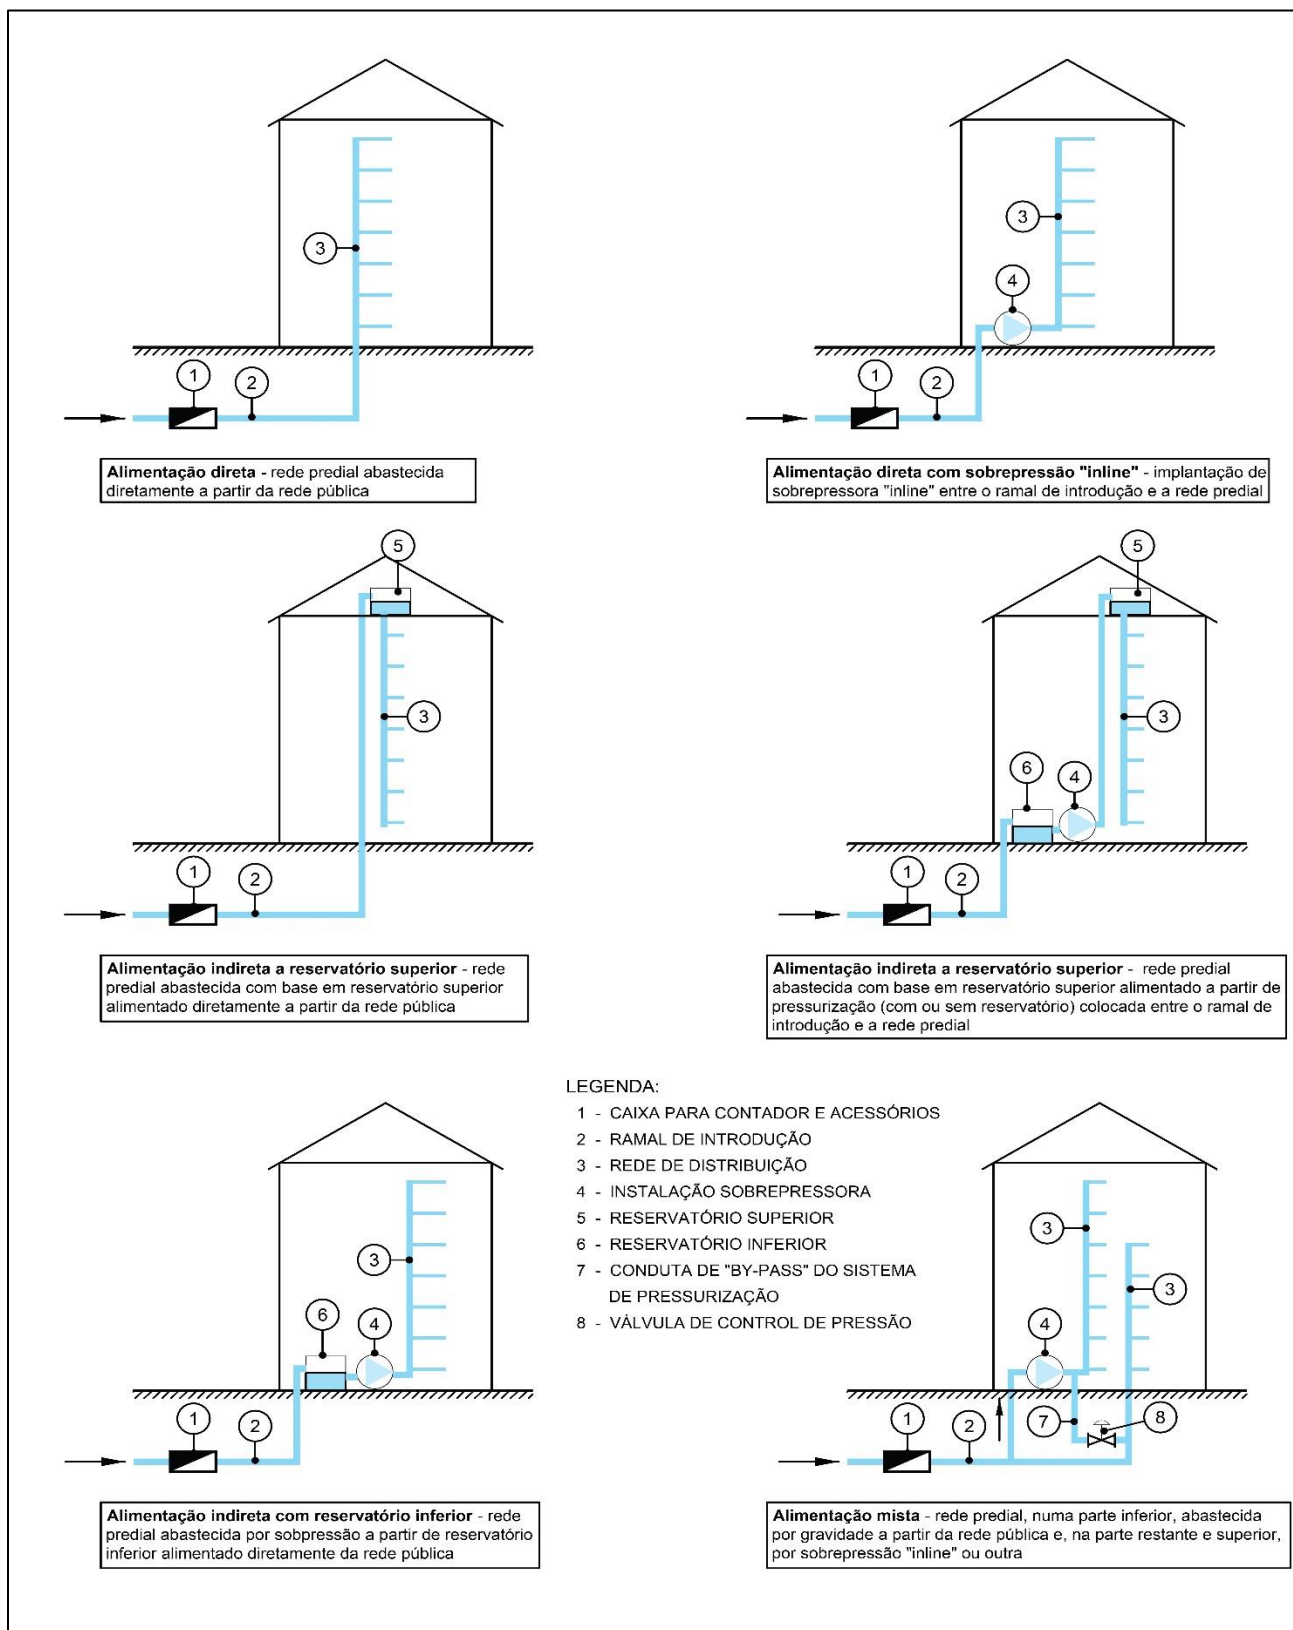 3
1
2
Alimentação direta - rede predial abastecida
diretamente a partir da rede pública
3
4
1
2
Alimentação direta com sobrepressão "inline" - implantação de
sobrepressora "inline" entre o ramal de introdução e a rede predial
5
3
1
2
Alimentação indireta a reservatório superior - rede
predial abastecida com base em reservatório superior
alimentado diretamente a partir da rede pública
5
3
6
4
1
2
Alimentação indireta a reservatório superior - rede predial
abastecida com base em reservatório superior alimentado a partir de
pressurização (com ou sem reservatório) colocada entre o ramal de
introdução e a rede predial
LEGENDA:
1 - CAIXA PARA CONTADOR E ACESSÓRIOS
2 - RAMAL DE INTRODUÇÃO
3 - REDE DE DISTRIBUIÇÃO
4 - INSTALAÇÃO SOBREPRESSORA
5 - RESERVATÓRIO SUPERIOR
6 - RESERVATÓRIO INFERIOR
7 - CONDUTA DE "BY-PASS" DO SISTEMA
DE PRESSURIZAÇÃO
8 - VÁLVULA DE CONTROL DE PRESSÃO
3
6
4
1
2
Alimentação indireta com reservatório inferior - rede
predial abastecida por sobpressão a partir de reservatório
inferior alimentado diretamente da rede pública
3
3
4
7
8
1
2
Alimentação mista - rede predial, numa parte inferior, abastecida
por gravidade a partir da rede pública e, na parte restante e superior,
por sobrepressão "inline" ou outra